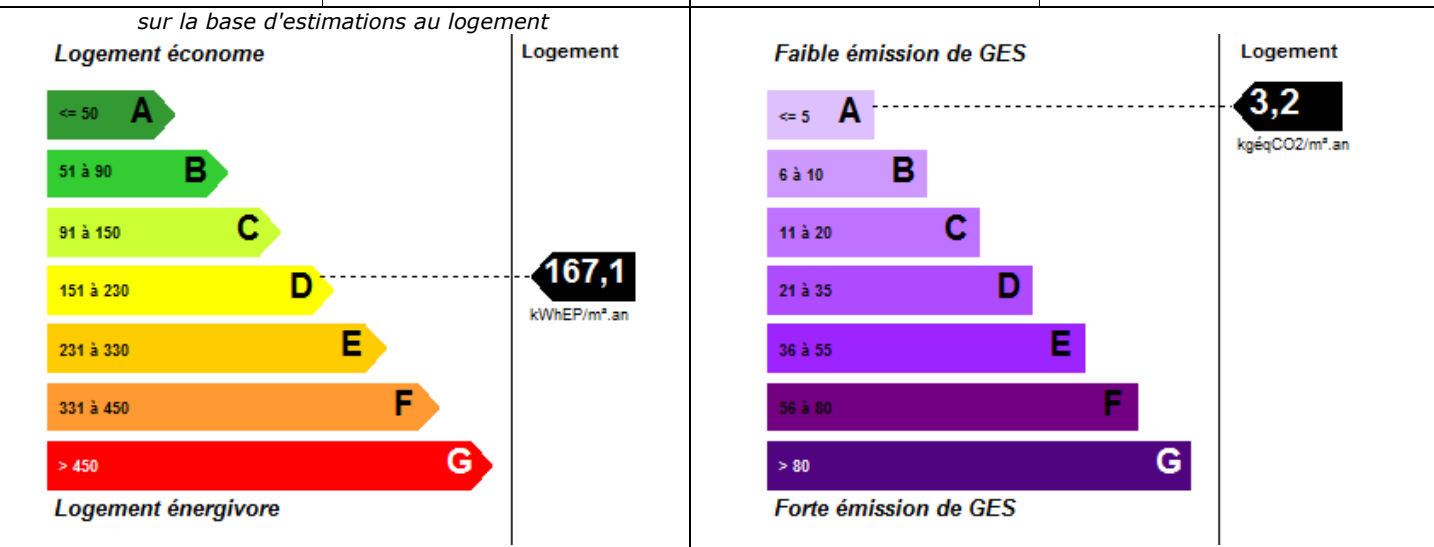 sur la base d'estimations au logement
Logement économe
Logement
<= 50 A
51 à 90 B
91 à 150 C
151 à 230 D
167,1
kWhEP/m².an
231 à 330 E
331 à 450 F
> 450 G
Logement énergivore
Faible émission de GES
Logement
<= 5 A
3,2
kgéqCO2/m².an
6 à 10 B
11 à 20 C
21 à 35 D
36 à 55 E
56 à 80 F
> 80 G
Forte émission de GES